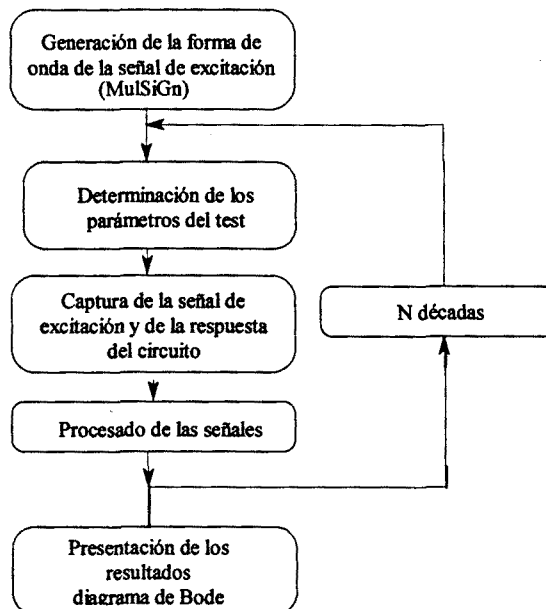 Generación de la forma de
onda de la señal de excitación
(MulSiGn)
Determinación de los
parámetros del test
Captura de la señal de
excitación y de la respuesta
del circuito
N décadas
Procesado de las señales
Presentación de los
resultados
diagrama de Bode